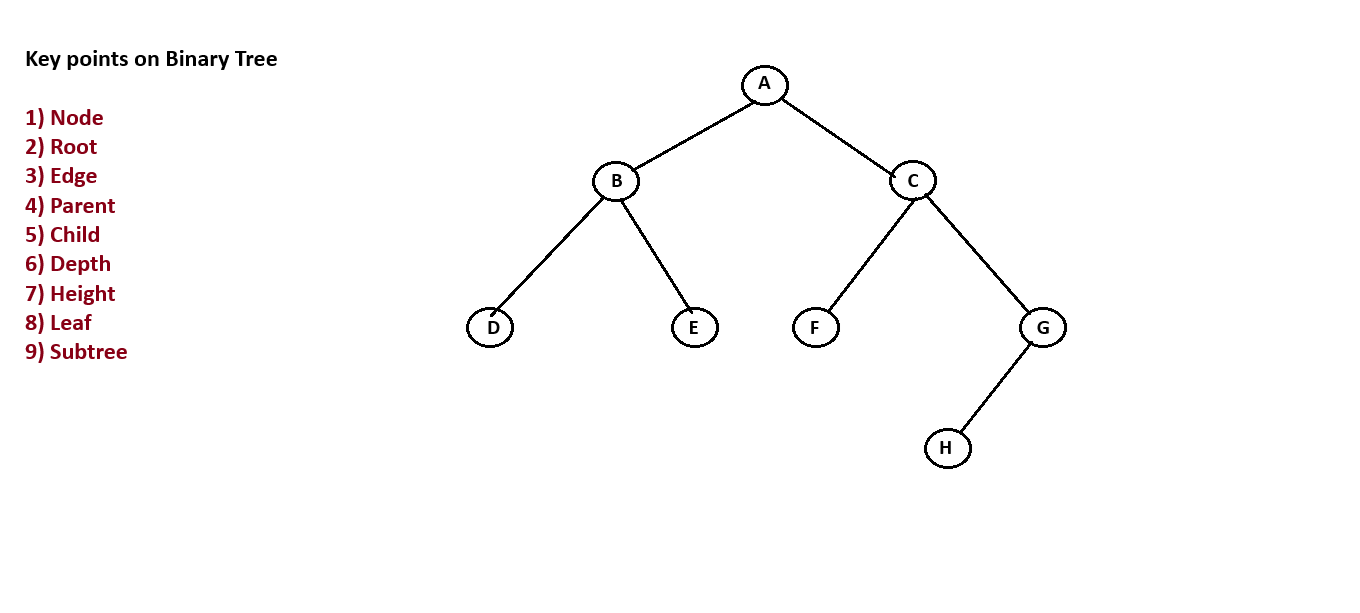 Key points on Binary Tree
1) Node
2) Root
3) Edge
4) Parent
5) Child
6) Depth
7) Height
8) Leaf
9) Subtree
A
B
C
D
E
F
G
H